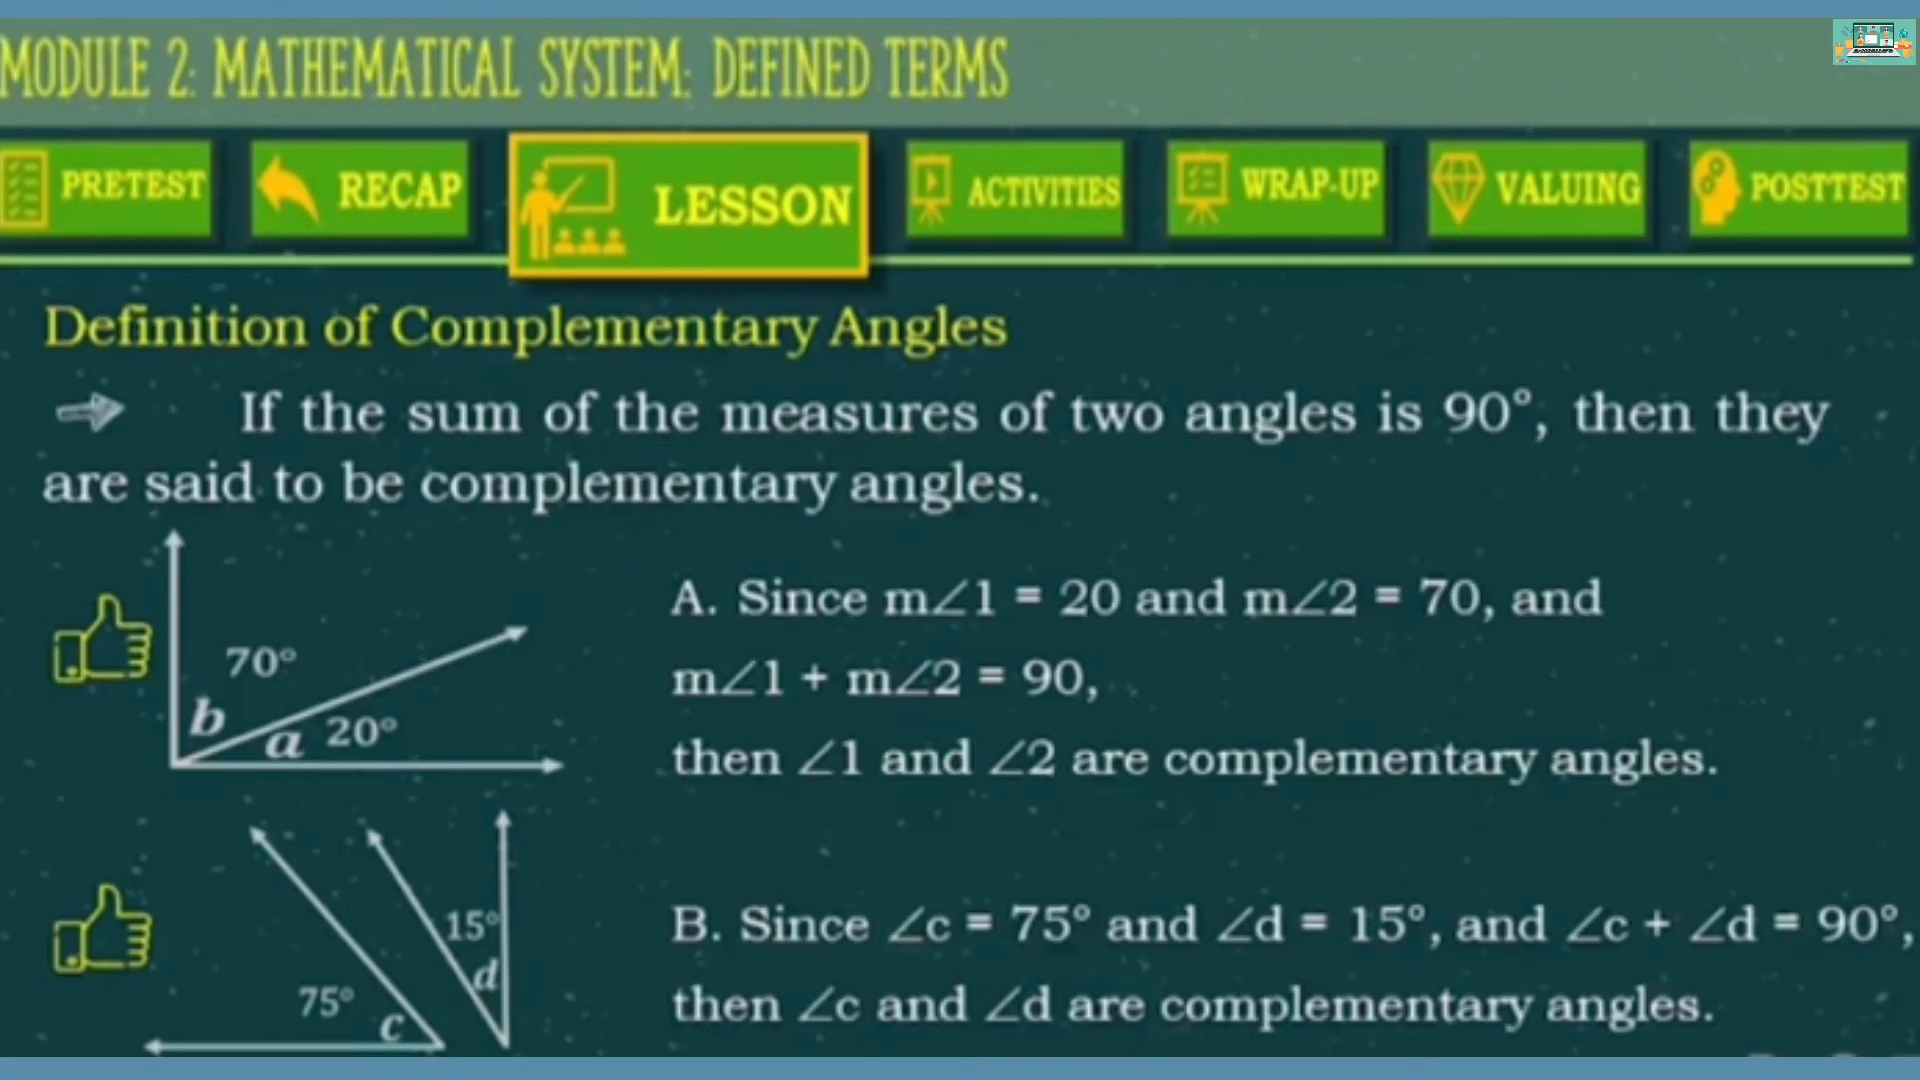 MODULE 2: MATHEMATICAL SYSTEM: DEFINED TERMS
PRETEST
RECAP
LESSON
ACTIVITIES
WRAP-UP
VALUING
POSTTEST
Definition of Complementary Angles
If the sum of the measures of two angles is 90°, then they
are said to be complementary angles.
70°
b
a 20°
A. Since m∠1 = 20 and m∠2 = 70, and
m∠1 + m∠2 = 90,
then ∠1 and ∠2 are complementary angles.
15°
d
75°
c
B. Since ∠c = 75° and ∠d = 15°, and ∠c + ∠d = 90°,
then ∠c and ∠d are complementary angles.